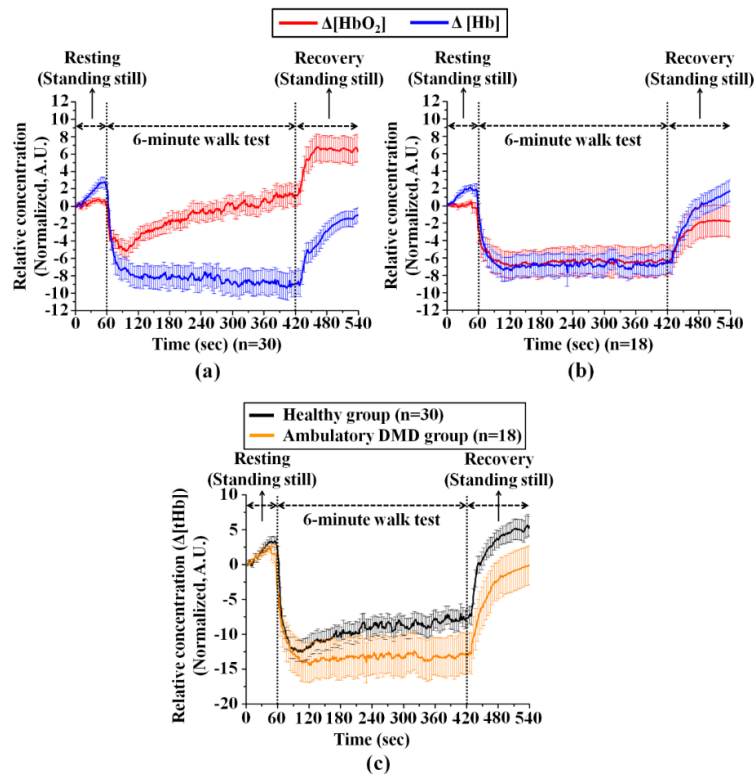 Δ[HbO₂] Δ [Hb]
Resting
(Standing still)
Recovery
(Standing still)
6-minute walk test
Relative concentration
(Normalized, A.U.)
12
10
8
6
4
2
0
-2
-4
-6
-8
-10
-12
0 60 120 180 240 300 360 420 480 540
Time (sec) (n=30)
(a)
Resting
(Standing still)
Recovery
(Standing still)
6-minute walk test
Relative concentration
(Normalized, A.U.)
12
10
8
6
4
2
0
-2
-4
-6
-8
-10
-12
0 60 120 180 240 300 360 420 480 540
Time (sec) (n=18)
(b)
Healthy group (n=30)
Ambulatory DMD group (n=18)
Resting
(Standing still)
Recovery
(Standing still)
6-minute walk test
Relative concentration (Δ[tHb])
(Normalized, A.U.)
10
5
0
-5
-10
-15
-20
0 60 120 180 240 300 360 420 480 540
Time (sec)
(c)